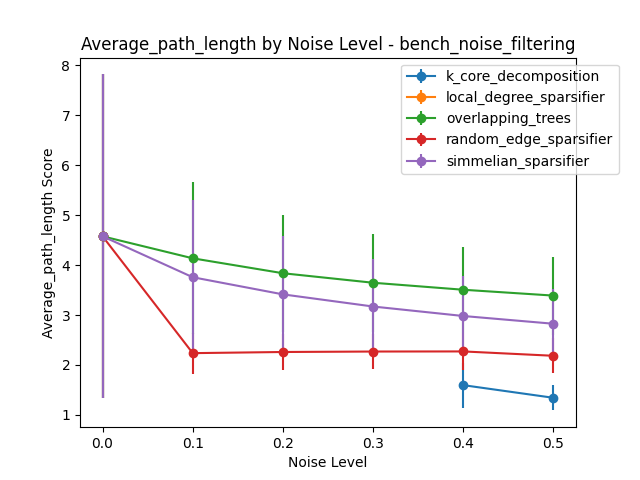 Average_path_length by Noise Level - bench_noise_filtering
8
7
6
5
4
3
2
1
Average_path_length Score
k_core_decomposition
local_degree_sparsifier
overlapping_trees
random_edge_sparsifier
simmelian_sparsifier
0.0 0.1 0.2 0.3 0.4 0.5
Noise Level